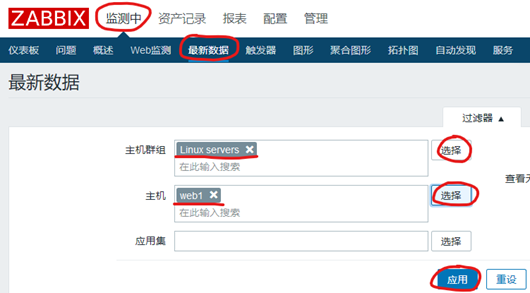 ZABBIX 监测中 资产记录 报表 配置 管理
仪表板 问题 概述 Web监测 最新数据 触发器 图形 聚合图形 拓扑图 自动发现 服务
最新数据
过滤器 ▲
主机群组 Linux servers ✕ 选择
在此输入搜索
主机 web1 ✕ 选择
在此输入搜索
应用集 选择
应用 重设